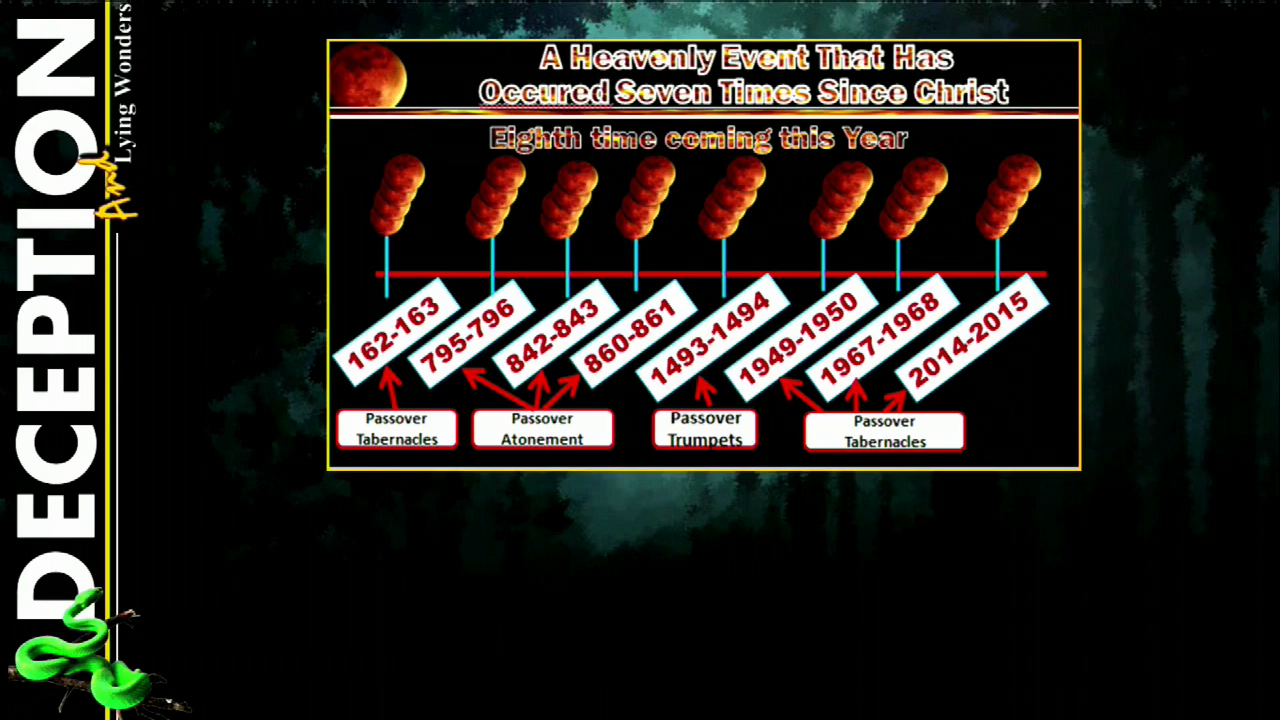 DECEPTION
And
Lying Wonders
A Heavenly Event That Has
Occured Seven Times Since Christ
Eighth time coming this Year
162-163
795-796
842-843
860-861
1493-1494
1949-1950
1967-1968
2014-2015
Passover
Tabernacles
Passover
Atonement
Passover
Trumpets
Passover
Tabernacles